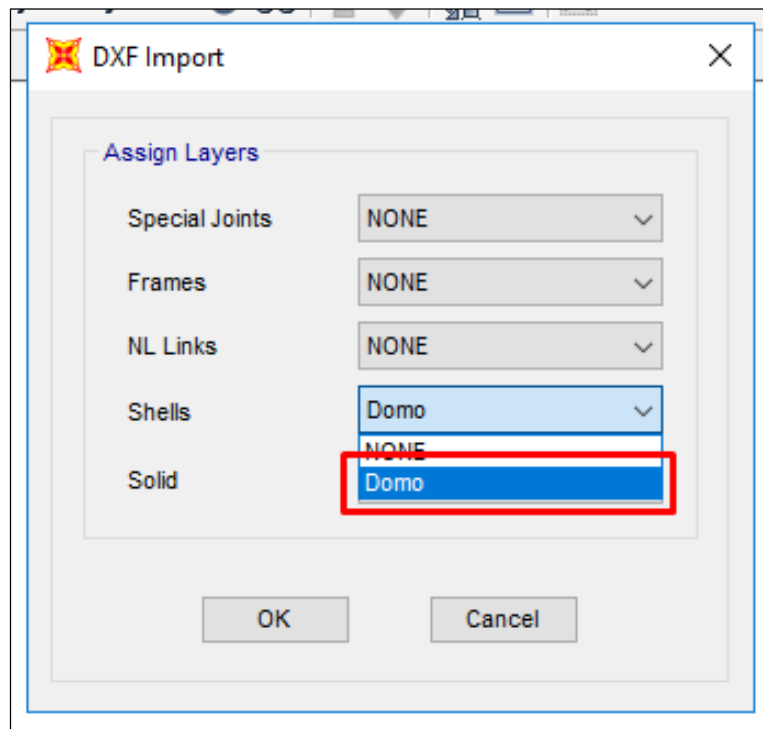 DXF Import
Assign Layers
Special Joints NONE
Frames NONE
NL Links NONE
Shells Domo
NONE
Solid Domo
OK Cancel